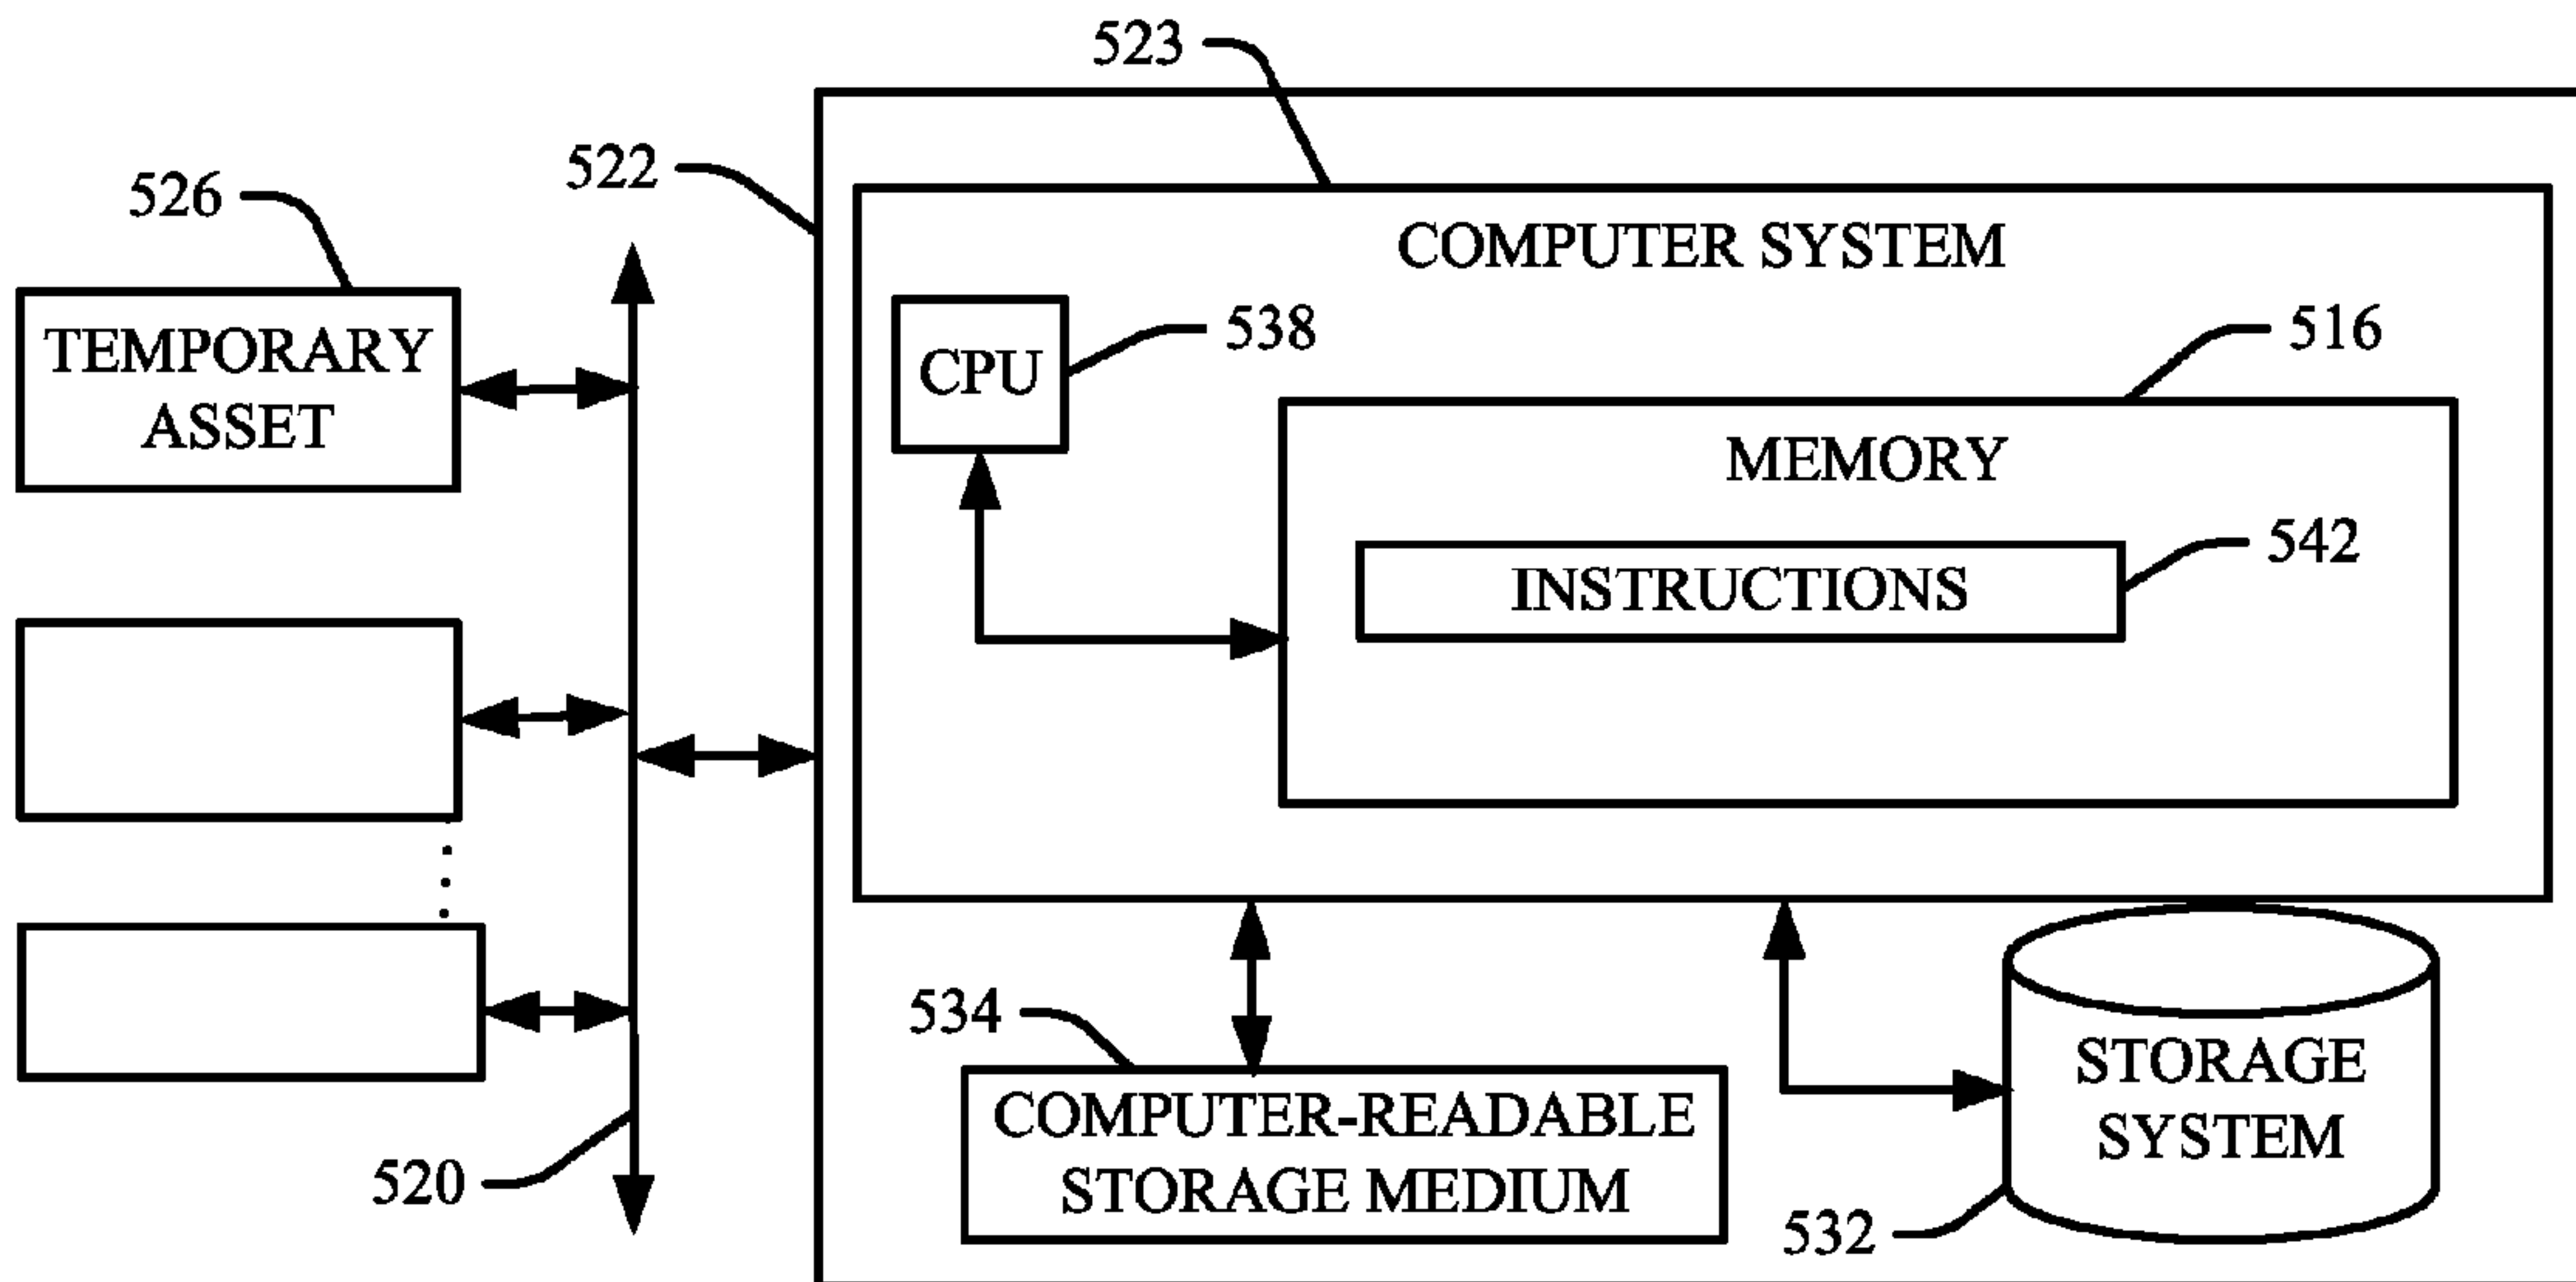 523
522
526
COMPUTER SYSTEM
TEMPORARY
ASSET
CPU
538
516
MEMORY
INSTRUCTIONS
542
534
COMPUTER-READABLE
STORAGE MEDIUM
STORAGE
SYSTEM
520
532